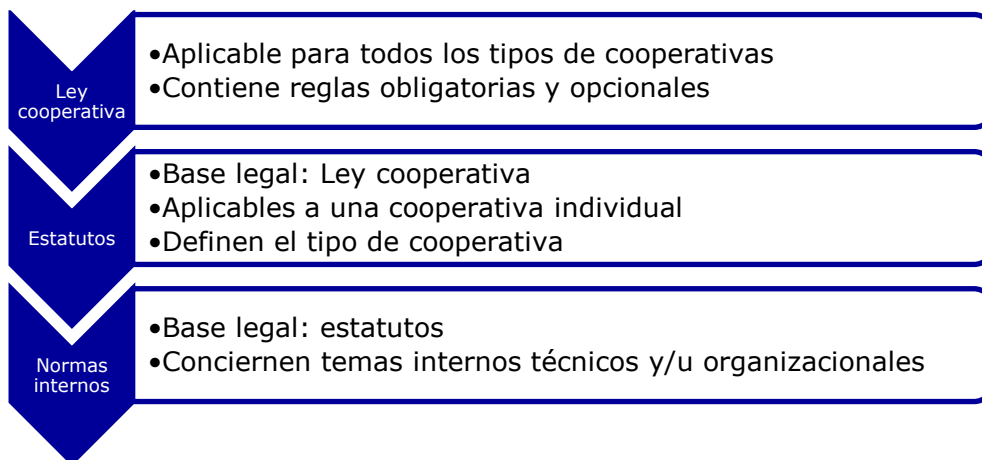 Ley
cooperativa
•Aplicable para todos los tipos de cooperativas
•Contiene reglas obligatorias y opcionales
Estatutos
•Base legal: Ley cooperativa
•Aplicables a una cooperativa individual
•Definen el tipo de cooperativa
Normas
internos
•Base legal: estatutos
•Conciernen temas internos técnicos y/u organizacionales